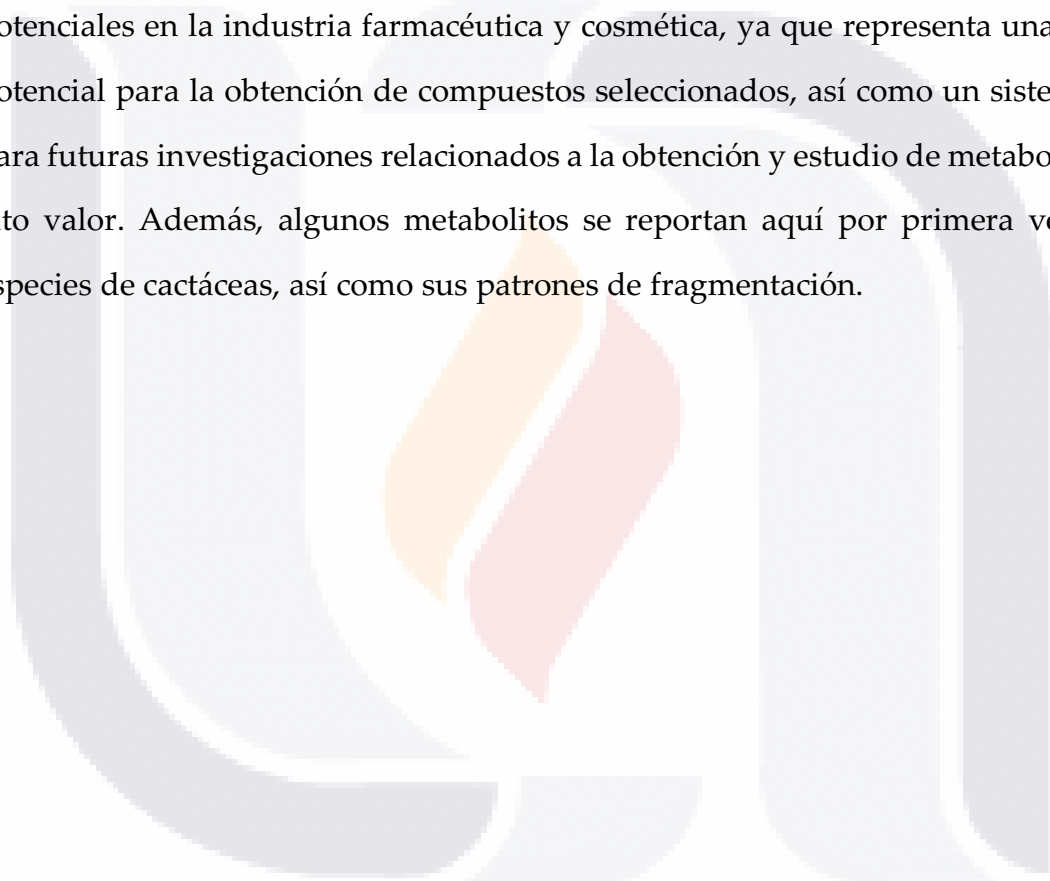 otenciales en la industria farmacéutica y cosmética, ya que representa una
otencial para la obtención de compuestos seleccionados, así como un siste
ara futuras investigaciones relacionados a la obtención y estudio de metabo
to valor. Además, algunos metabolitos se reportan aquí por primera ve
species de cactáceas, así como sus patrones de fragmentación.